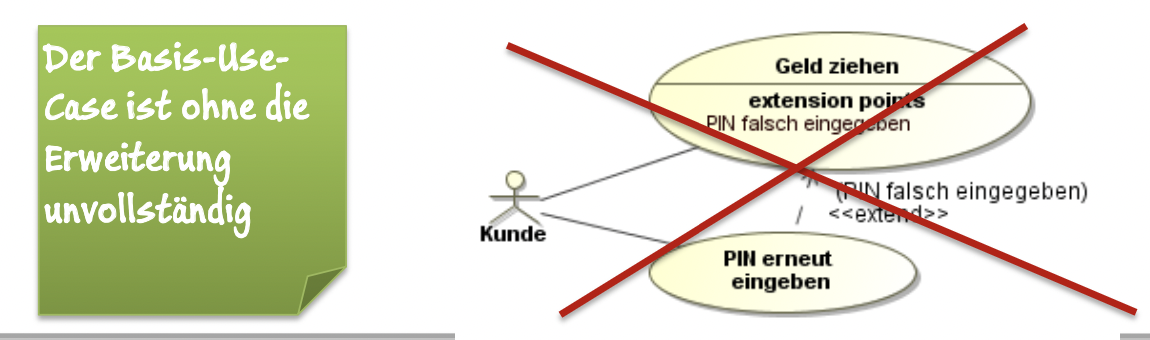 Der Basis-Use-
Case ist ohne die
Erweiterung
unvollständig
Geld ziehen
extension points
PIN falsch eingegeben
(PIN falsch eingegeben)
<<extend>>
Kunde
PIN erneut
eingeben